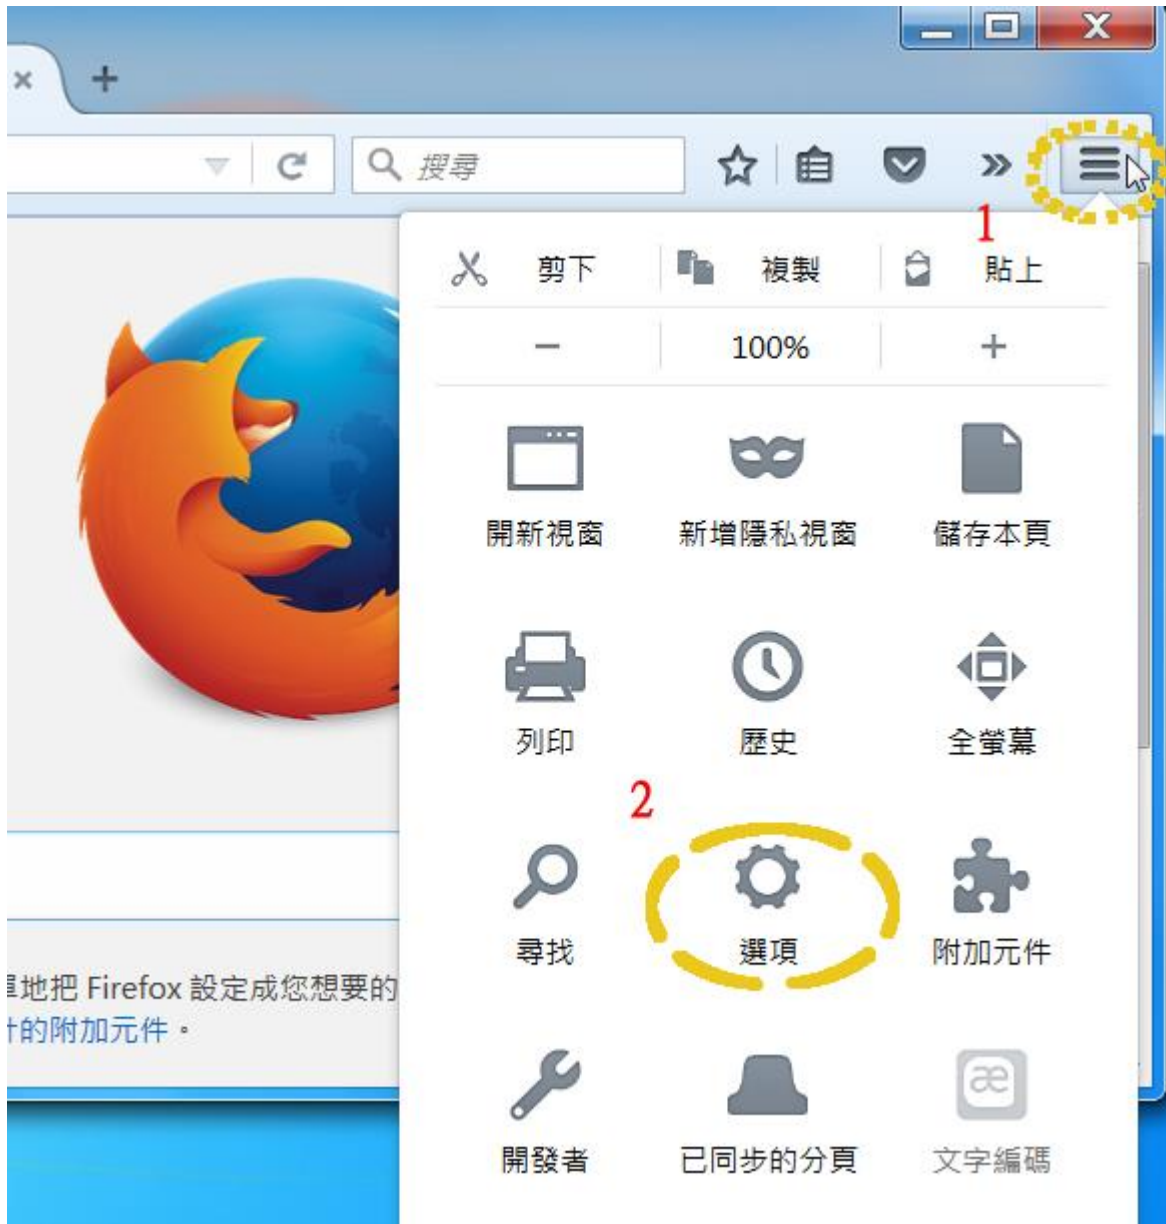 搜尋
1
剪下 複製 貼上
100%
開新視窗 新增隱私視窗 儲存本頁
列印 歷史 全螢幕
2
尋找 選項 附加元件
地把 Firefox 設定成您想要的
的附加元件。
開發者 已同步的分頁 文字編碼